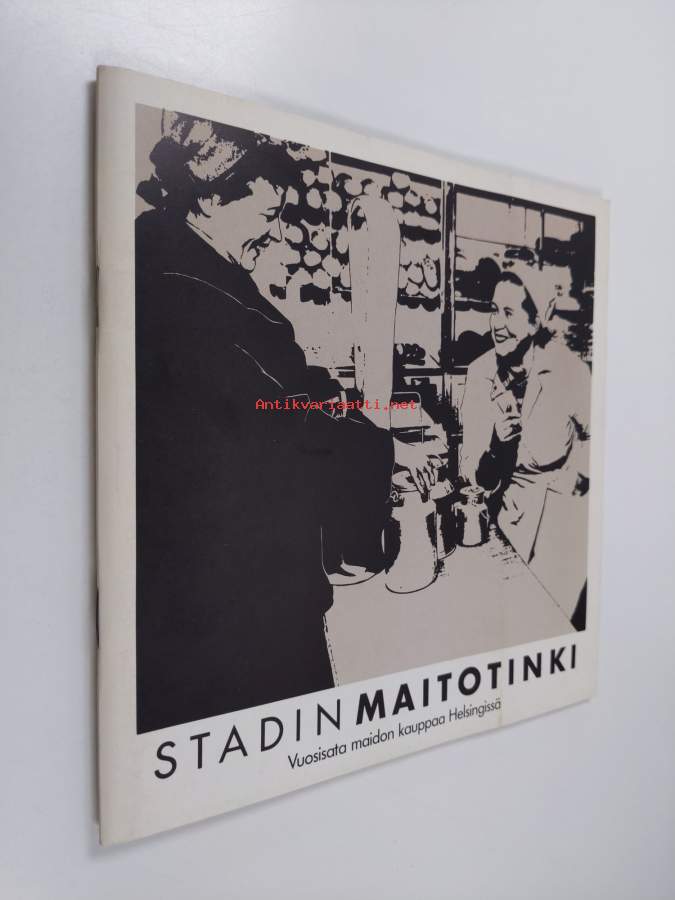 Antikvariaatti.net
STADIN MAITOTINKI
Vuosisata maidon kauppaa Helsingissä